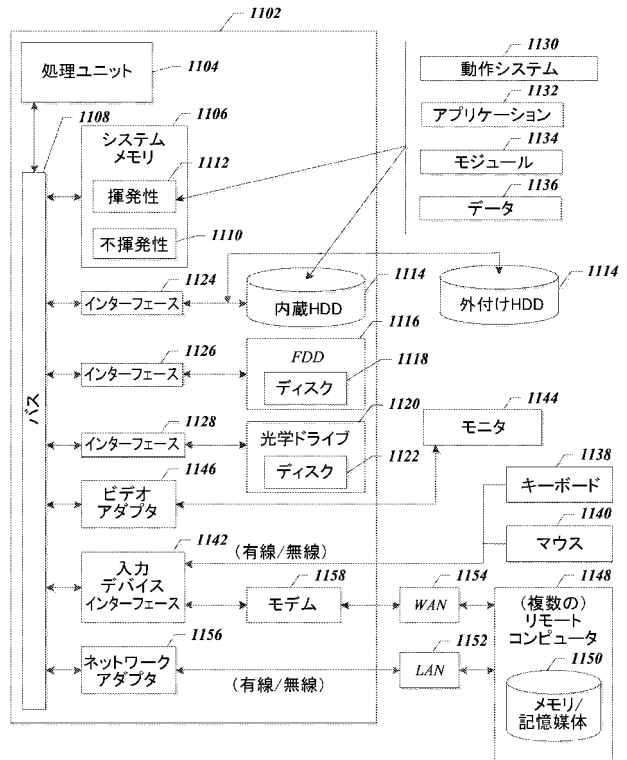 1102
処理ユニット
1104
1108
1106
システム
メモリ
1112
揮発性
1110
不揮発性
1130
動作システム
1132
アプリケーション
1134
モジュール
1136
データ
バス
1124
インターフェース
内蔵HDD
1114
外付けHDD
1114
1116
1126
インターフェース
FDD
1118
ディスク
1120
1128
インターフェース
光学ドライブ
1122
ディスク
1144
モニタ
1146
ビデオ
アダプタ
1138
キーボード
1140
マウス
1142
入力
デバイス
インターフェース
(有線/無線)
1158
モデム
1154
WAN
1148
(複数の)
リモート
コンピュータ
1156
ネットワーク
アダプタ
(有線/無線)
1152
LAN
1150
メモリ/
記憶媒体